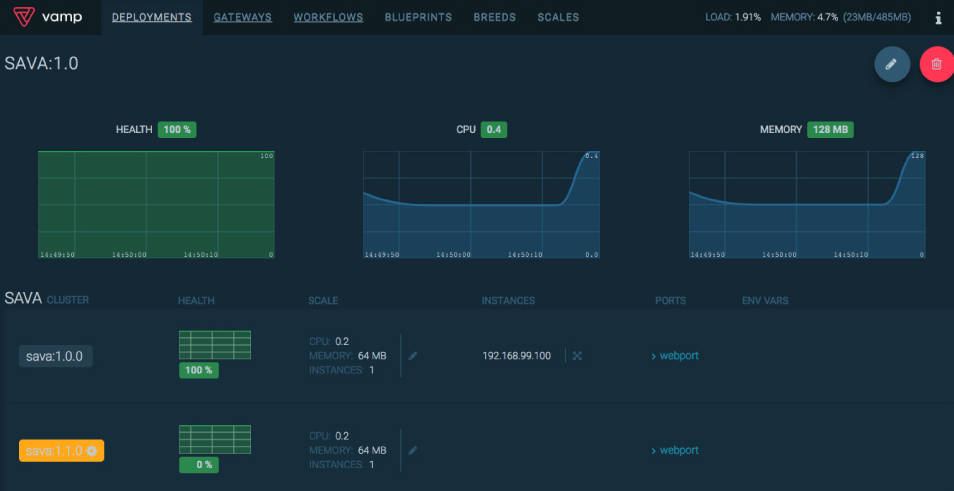 vamp DEPLOYMENTS GATEWAYS WORKFLOWS BLUEPRINTS BREEDS SCALES LOAD: 1.91% MEMORY: 4.7% (23MB/485MB) i
SAVA:1.0
HEALTH 100 % CPU 0.4 MEMORY 128 MB
100 0.4 128
14:49:50 14:50:00 14:50:10 0 14:49:50 14:50:00 14:50:10 0.0 14:49:50 14:50:00 14:50:10 0
SAVA CLUSTER HEALTH SCALE INSTANCES PORTS ENV VARS
CPU: 0.2
sava:1.0.0 MEMORY: 64 MB 192.168.99.100 › webport
100 % INSTANCES: 1
CPU: 0.2
sava:1.1.0 MEMORY: 64 MB › webport
0 % INSTANCES: 1